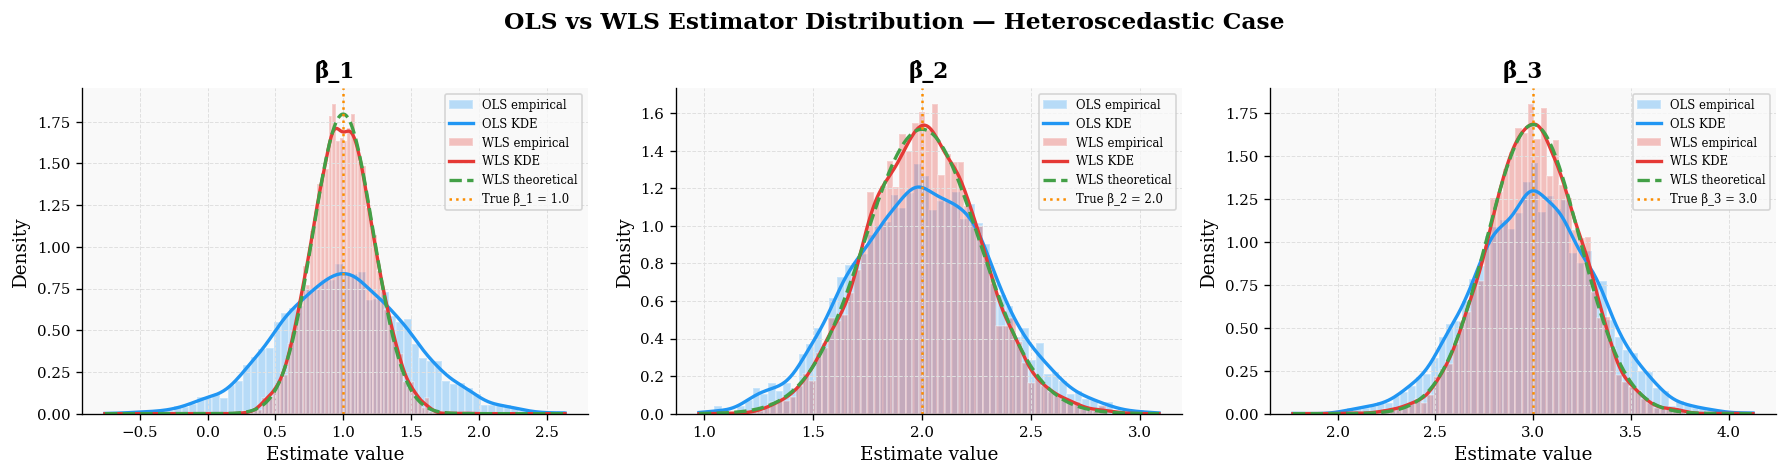 OLS vs WLS Estimator Distribution — Heteroscedastic Case
β_1
Density
1.75
1.50
1.25
1.00
0.75
0.50
0.25
0.00
−0.5
0.0
0.5
1.0
1.5
2.0
2.5
Estimate value
OLS empirical
OLS KDE
WLS empirical
WLS KDE
WLS theoretical
True β_1 = 1.0
β_2
Density
1.6
1.4
1.2
1.0
0.8
0.6
0.4
0.2
0.0
1.0
1.5
2.0
2.5
3.0
Estimate value
OLS empirical
OLS KDE
WLS empirical
WLS KDE
WLS theoretical
True β_2 = 2.0
β_3
Density
1.75
1.50
1.25
1.00
0.75
0.50
0.25
0.00
2.0
2.5
3.0
3.5
4.0
Estimate value
OLS empirical
OLS KDE
WLS empirical
WLS KDE
WLS theoretical
True β_3 = 3.0